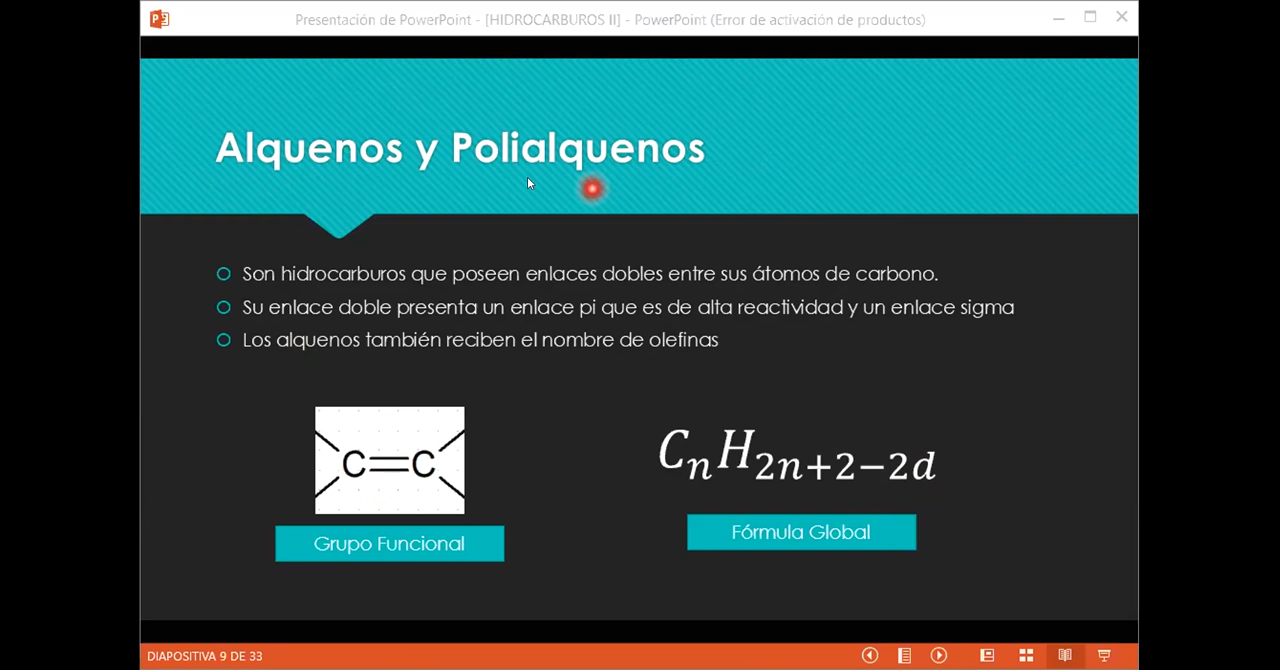 Presentación de PowerPoint - [HIDROCARBUROS II] - PowerPoint (Error de activación de productos)
Alquenos y Polialquenos
Son hidrocarburos que poseen enlaces dobles entre sus átomos de carbono.
Su enlace doble presenta un enlace pi que es de alta reactividad y un enlace sigma
Los alquenos también reciben el nombre de olefinas
C=C
CₙH₂ₙ₊₂₋₂d
Grupo Funcional
Fórmula Global
DIAPOSITIVA 9 DE 33